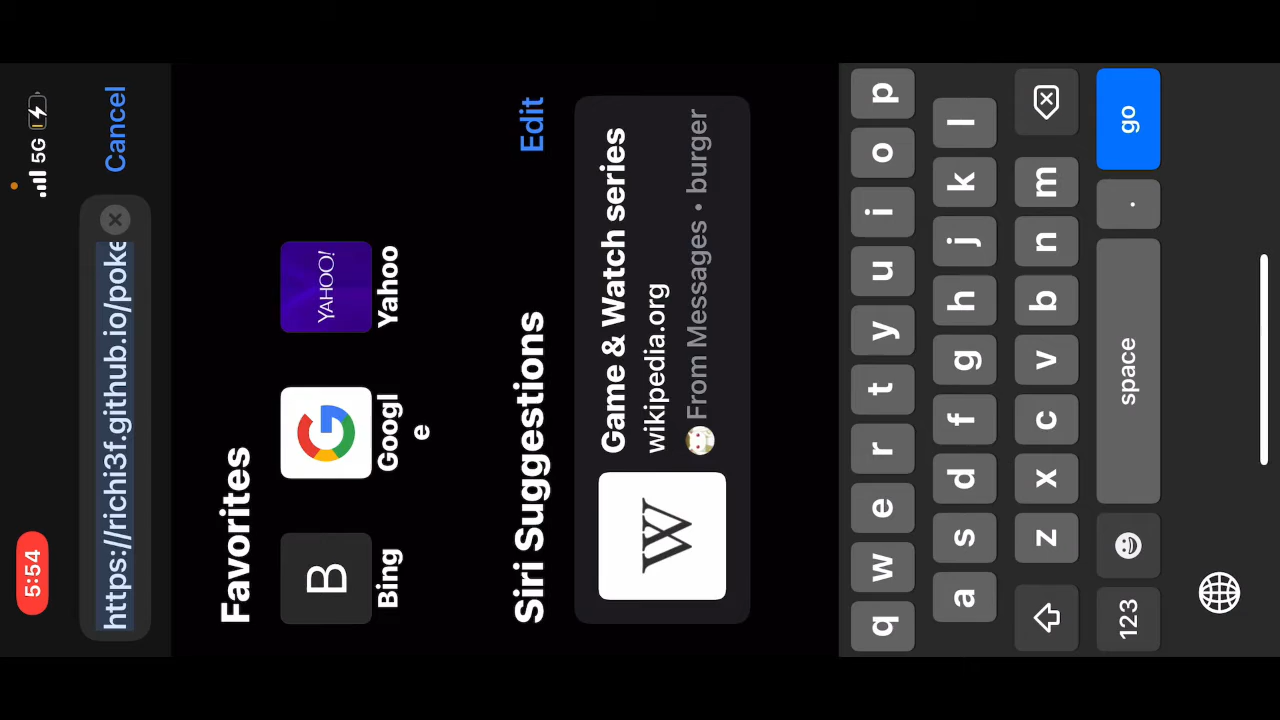 5:54
5G
https://richi3f.github.io/poke
Cancel
Favorites
B
YAHOO!
Bing
Googl
e
Yahoo
Siri Suggestions
Edit
W
Game & Watch series
wikipedia.org
From Messages • burger
q w e r t y u i o p
a s d f g h j k l
z x c v b n m
123
space
.
go